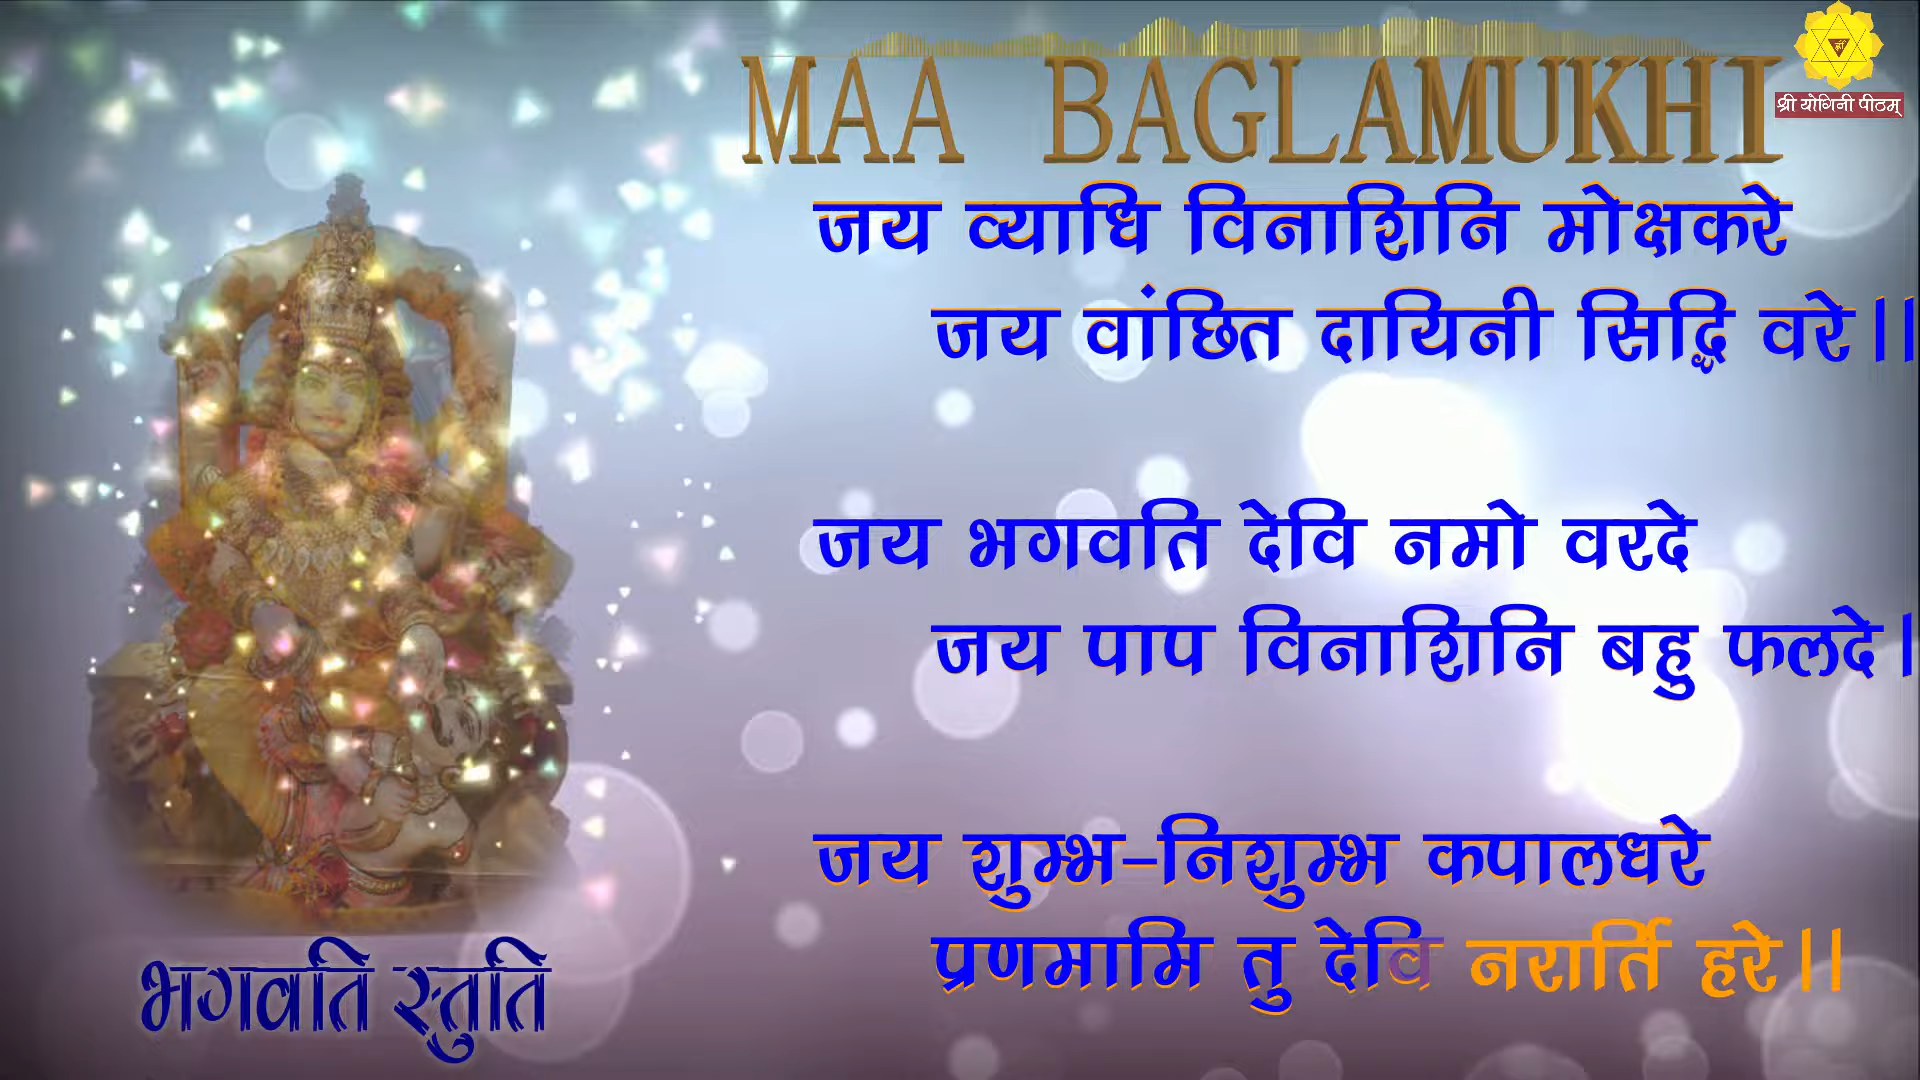 MAA BAGLAMUKHI
श्री योगिनी पीठम्
जय व्याधि विनाशिनि मोक्षकरे
जय वांछित दायिनी सिद्धि वरे।।
जय भगवति देवि नमो वरदे
जय पाप विनाशिनि बहु फलदे।
जय शुम्भ-निशुम्भ कपालधरे
प्रणमामि तु देवि नरार्ति हरे।।
भगवति स्तुति